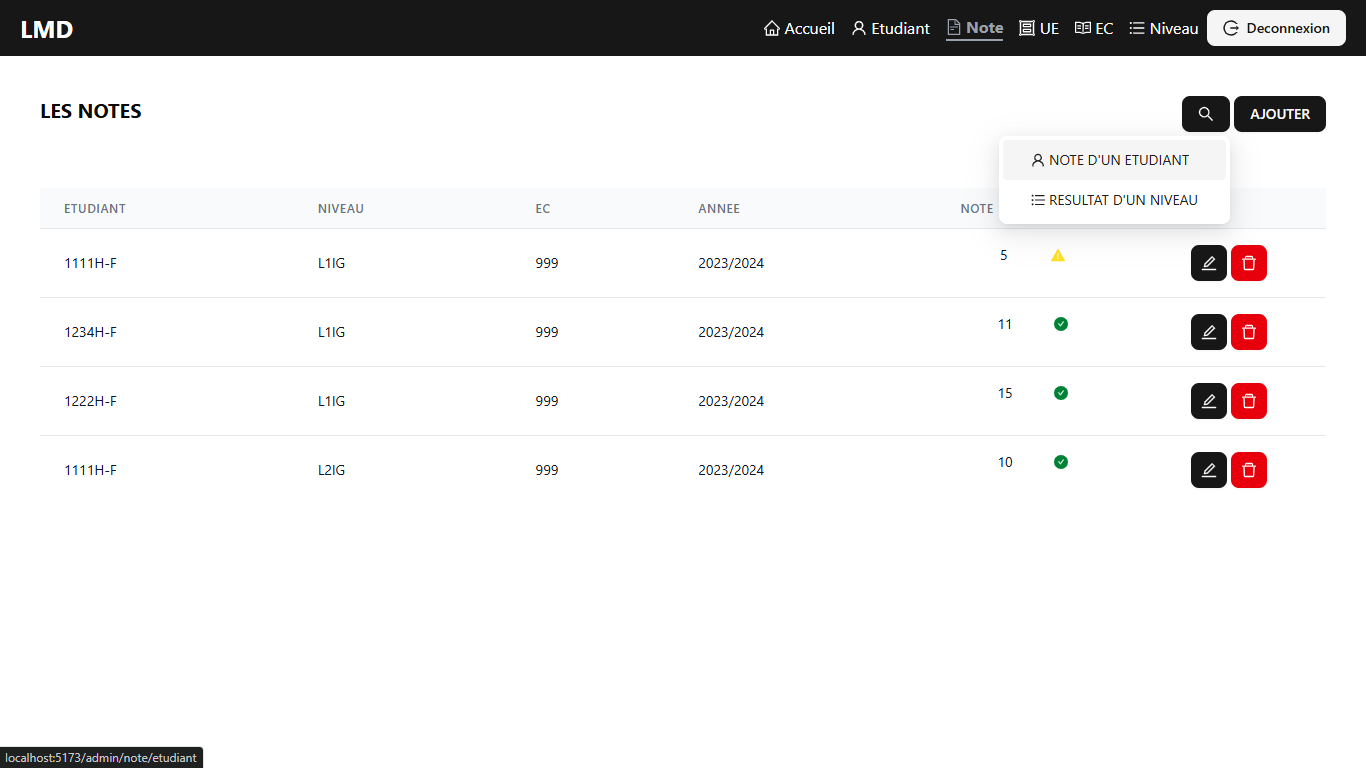 LMD Accueil Etudiant Note UE EC Niveau Deconnexion
LES NOTES AJOUTER
NOTE D'UN ETUDIANT
RESULTAT D'UN NIVEAU
ETUDIANT NIVEAU EC ANNEE NOTE
1111H-F L1IG 999 2023/2024 5
1234H-F L1IG 999 2023/2024 11
1222H-F L1IG 999 2023/2024 15
1111H-F L2IG 999 2023/2024 10
localhost:5173/admin/note/etudiant